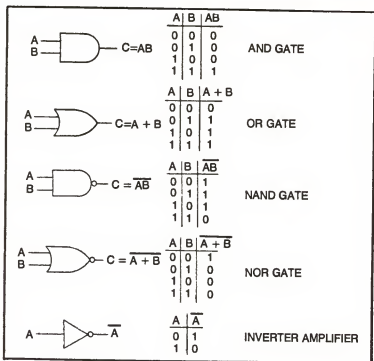 A B AB
0 0 0
A B C=AB 0 1 0 AND GATE
1 0 0
1 1 1
A B A + B
0 0 0
A B C=A + B 0 1 1 OR GATE
1 0 1
1 1 1
A B A̅B̅
0 0 1
A B C = A̅B̅ 0 1 1 NAND GATE
1 0 1
1 1 0
A B A̅ ̅+̅ ̅B̅
0 0 1
A B C = A̅ ̅+̅ ̅B̅ 0 1 0 NOR GATE
1 0 0
1 1 0
A A̅
A A̅ 0 1 INVERTER AMPLIFIER
1 0